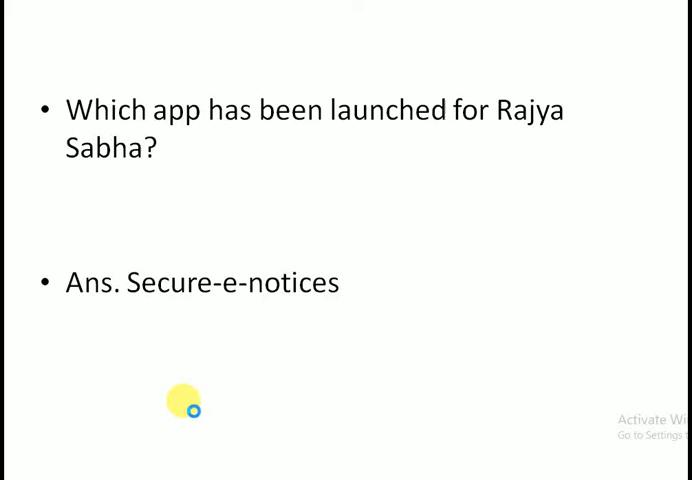 • Which app has been launched for Rajya
Sabha?
• Ans. Secure-e-notices
Activate Wi
Go to Settings